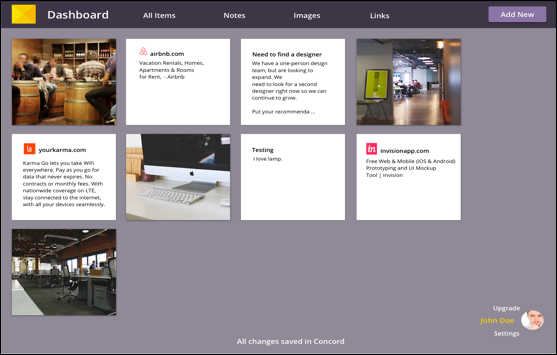 Dashboard
All Items
Notes
Images
Links
Add New
airbnb.com
Vacation Rentals, Homes,
Apartments & Rooms
for Rent, - Airbnb
Need to find a designer
We have a one-person design
team, but are looking to
expand. We
need to look for a second
designer right now so we can
continue to grow.
Put your recommenda ...
yourkarma.com
Karma Go lets you take WiFi
everywhere. Pay as you go for
data that never expires. No
contracts or monthly fees. With
nationwide coverage on LTE,
stay connected to the internet,
with all your devices seamlessly.
Testing
I love lamp.
in
invisionapp.com
Free Web & Mobile (iOS & Android)
Prototyping and UI Mockup
Tool | Invision
Upgrade
John Doe
Settings
All changes saved in Concord